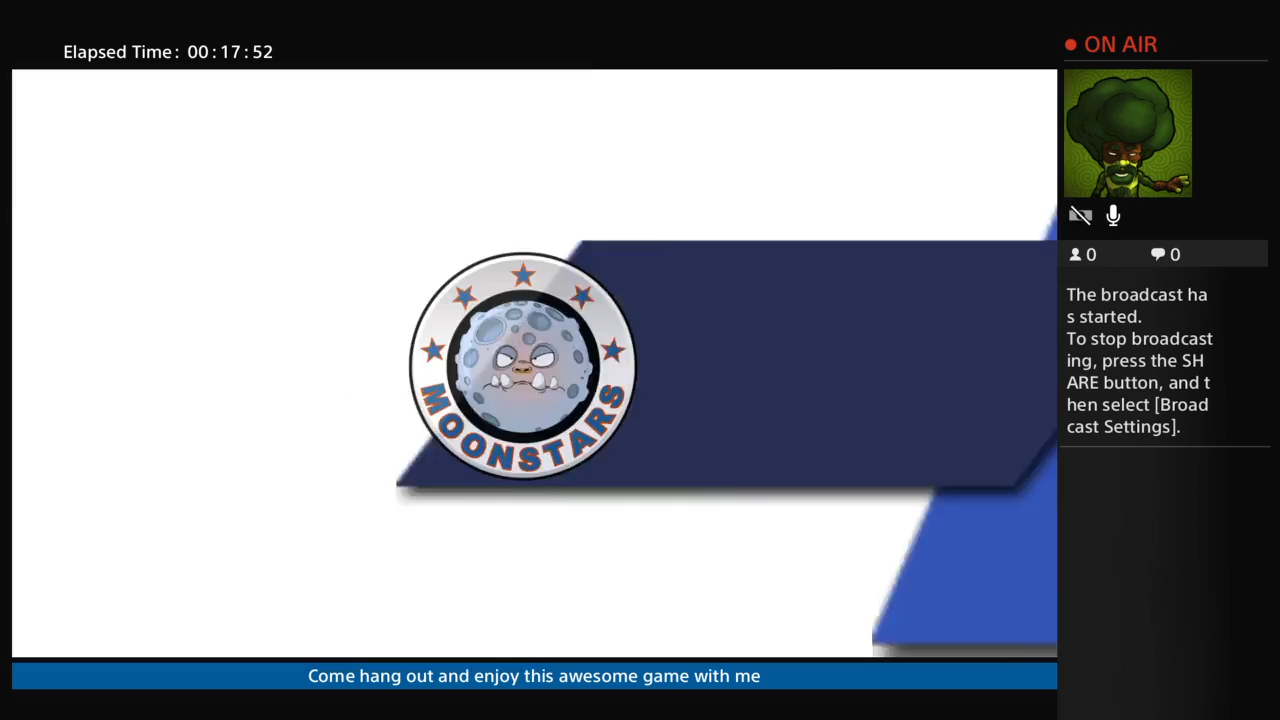 Elapsed Time: 00:17:52
ON AIR
0 0
The broadcast ha
s started.
To stop broadcast
ing, press the SH
ARE button, and t
hen select [Broad
cast Settings].
MOONSTARS
Come hang out and enjoy this awesome game with me